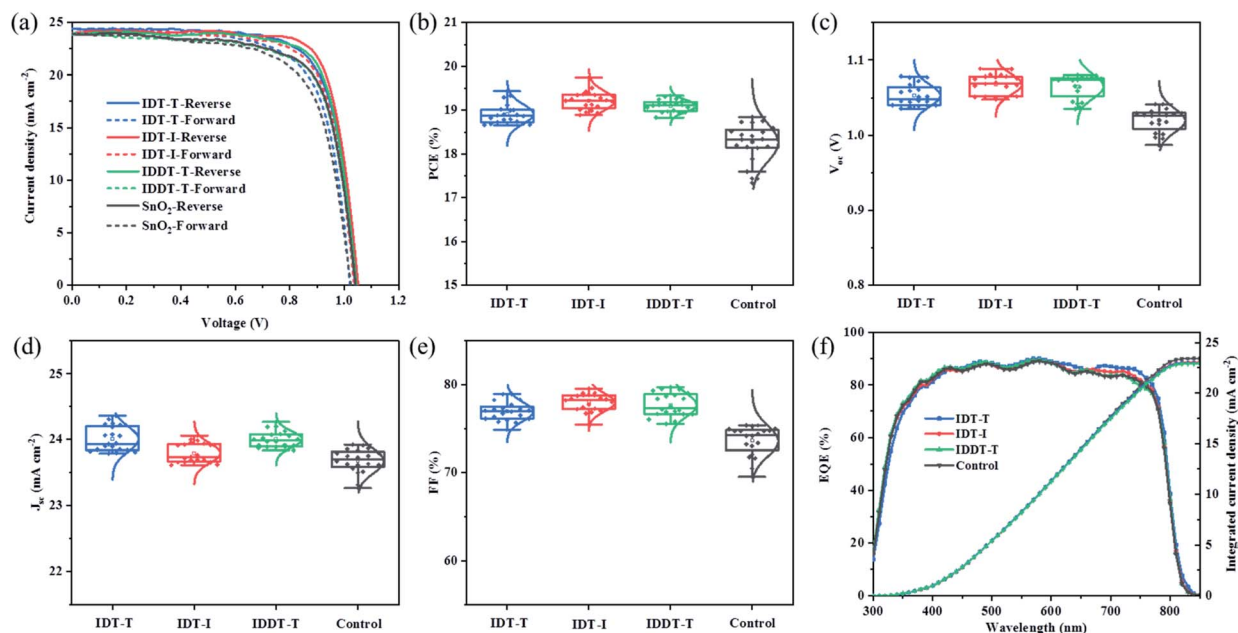 (a)
25
20
15
10
5
0
0.0 0.2 0.4 0.6 0.8 1.0 1.2
Current density (mA cm⁻²)
Voltage (V)
IDT-T-Reverse
IDT-T-Forward
IDT-I-Reverse
IDT-I-Forward
IDDT-T-Reverse
IDDT-T-Forward
SnO₂-Reverse
SnO₂-Forward
(b)
21
20
19
18
17
16
15
PCE (%)
IDT-T IDT-I IDDT-T Control
(c)
1.1
1.0
0.9
0.8
Voc (V)
IDT-T IDT-I IDDT-T Control
(d)
25
24
23
22
Jsc (mA cm⁻²)
IDT-T IDT-I IDDT-T Control
(e)
80
70
60
FF (%)
IDT-T IDT-I IDDT-T Control
(f)
100
80
60
40
20
0
EQE (%)
IDT-T
IDT-I
IDDT-T
Control
25
20
15
10
5
0
Integrated current density (mA cm⁻²)
300 400 500 600 700 800
Wavelength (nm)